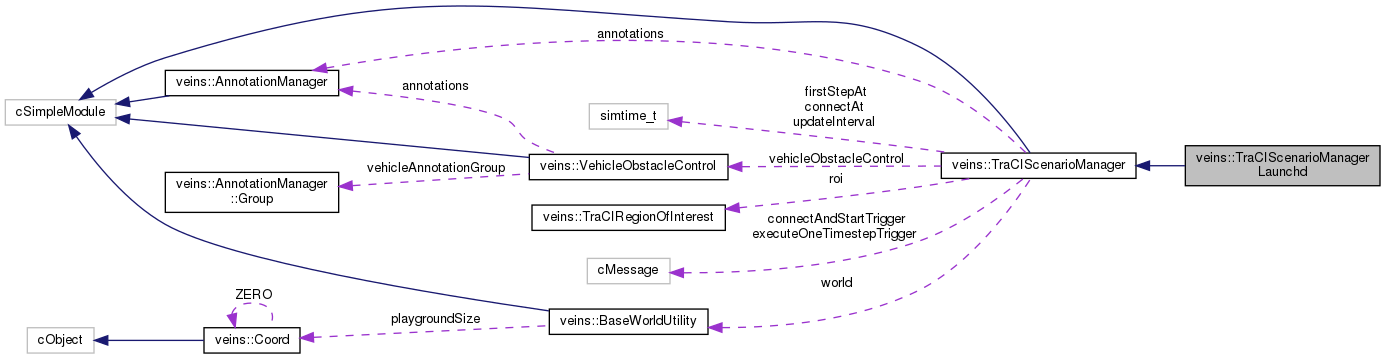 annotations
veins::AnnotationManager
annotations
firstStepAt
connectAt
updateInterval
cSimpleModule
simtime_t
vehicleObstacleControl
veins::VehicleObstacleControl
veins::TraCIScenarioManager
veins::TraCIScenarioManager
Launchd
vehicleAnnotationGroup
roi
veins::AnnotationManager
::Group
veins::TraCIRegionOfInterest
connectAndStartTrigger
executeOneTimestepTrigger
cMessage
world
ZERO
playgroundSize
veins::BaseWorldUtility
cObject
veins::Coord